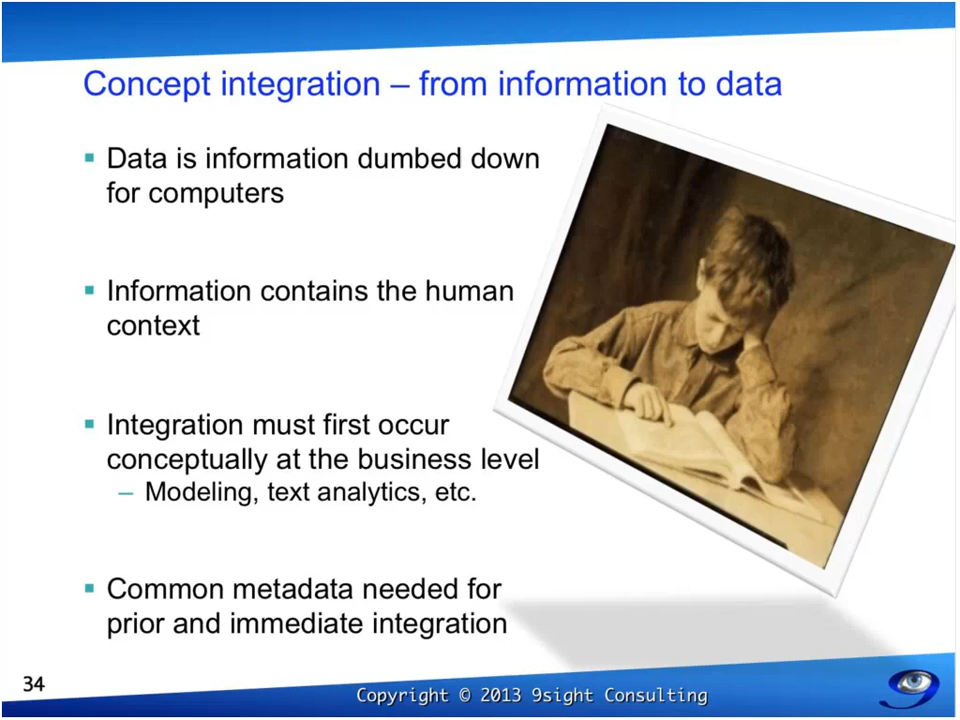 Concept integration – from information to data
▪ Data is information dumbed down
for computers
▪ Information contains the human
context
▪ Integration must first occur
conceptually at the business level
– Modeling, text analytics, etc.
▪ Common metadata needed for
prior and immediate integration
34
Copyright © 2013 9sight Consulting